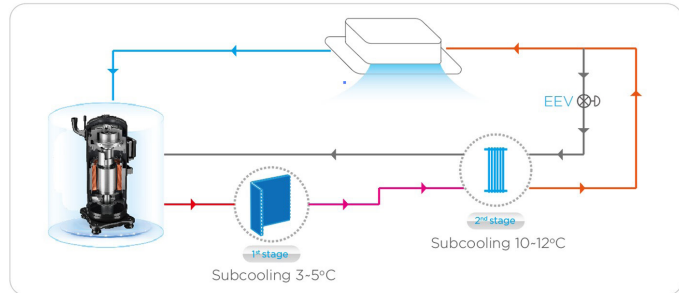 EEV
1st stage
Subcooling 3-5°C
2nd stage
Subcooling 10-12°C